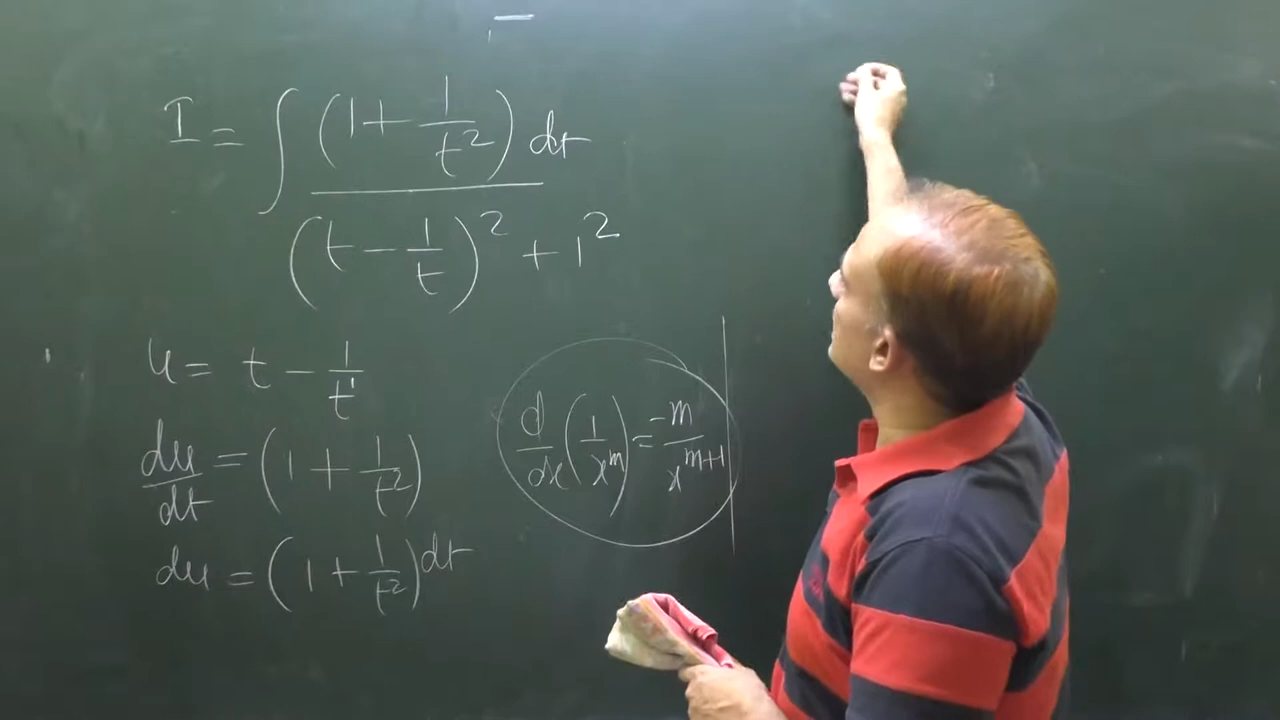 I = ∫ (1 + 1/t²) dt / ((t − 1/t)² + 1²)
u = t − 1/t¹
du/dt = (1 + 1/t²)
du = (1 + 1/t²) dt
d/dx (1/x^m) = −m/x^(m+1)